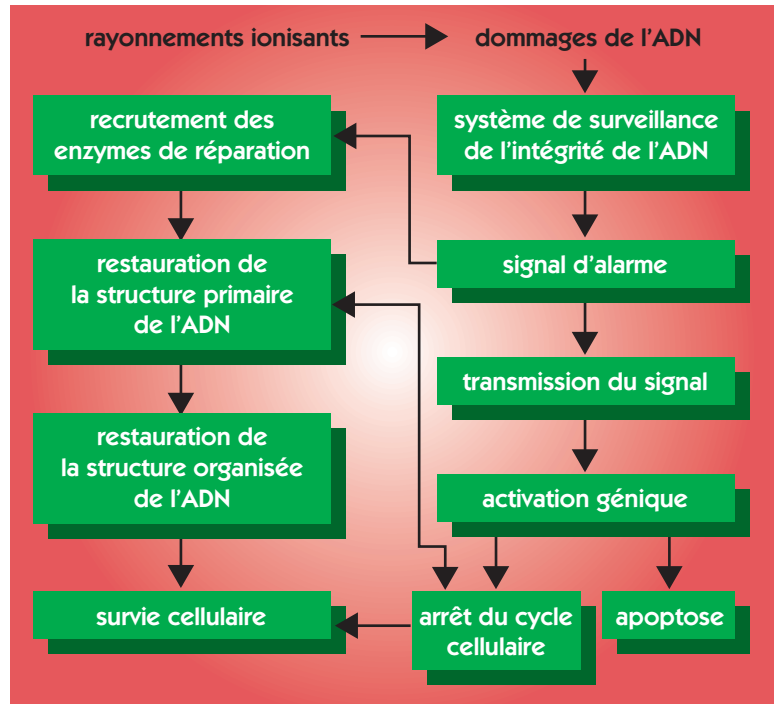 rayonnements ionisants
dommages de l'ADN
recrutement des
enzymes de réparation
système de surveillance
de l'intégrité de l'ADN
restauration de
la structure primaire
de l'ADN
signal d'alarme
transmission du signal
restauration de
la structure organisée
de l'ADN
activation génique
survie cellulaire
arrêt du cycle
cellulaire
apoptose